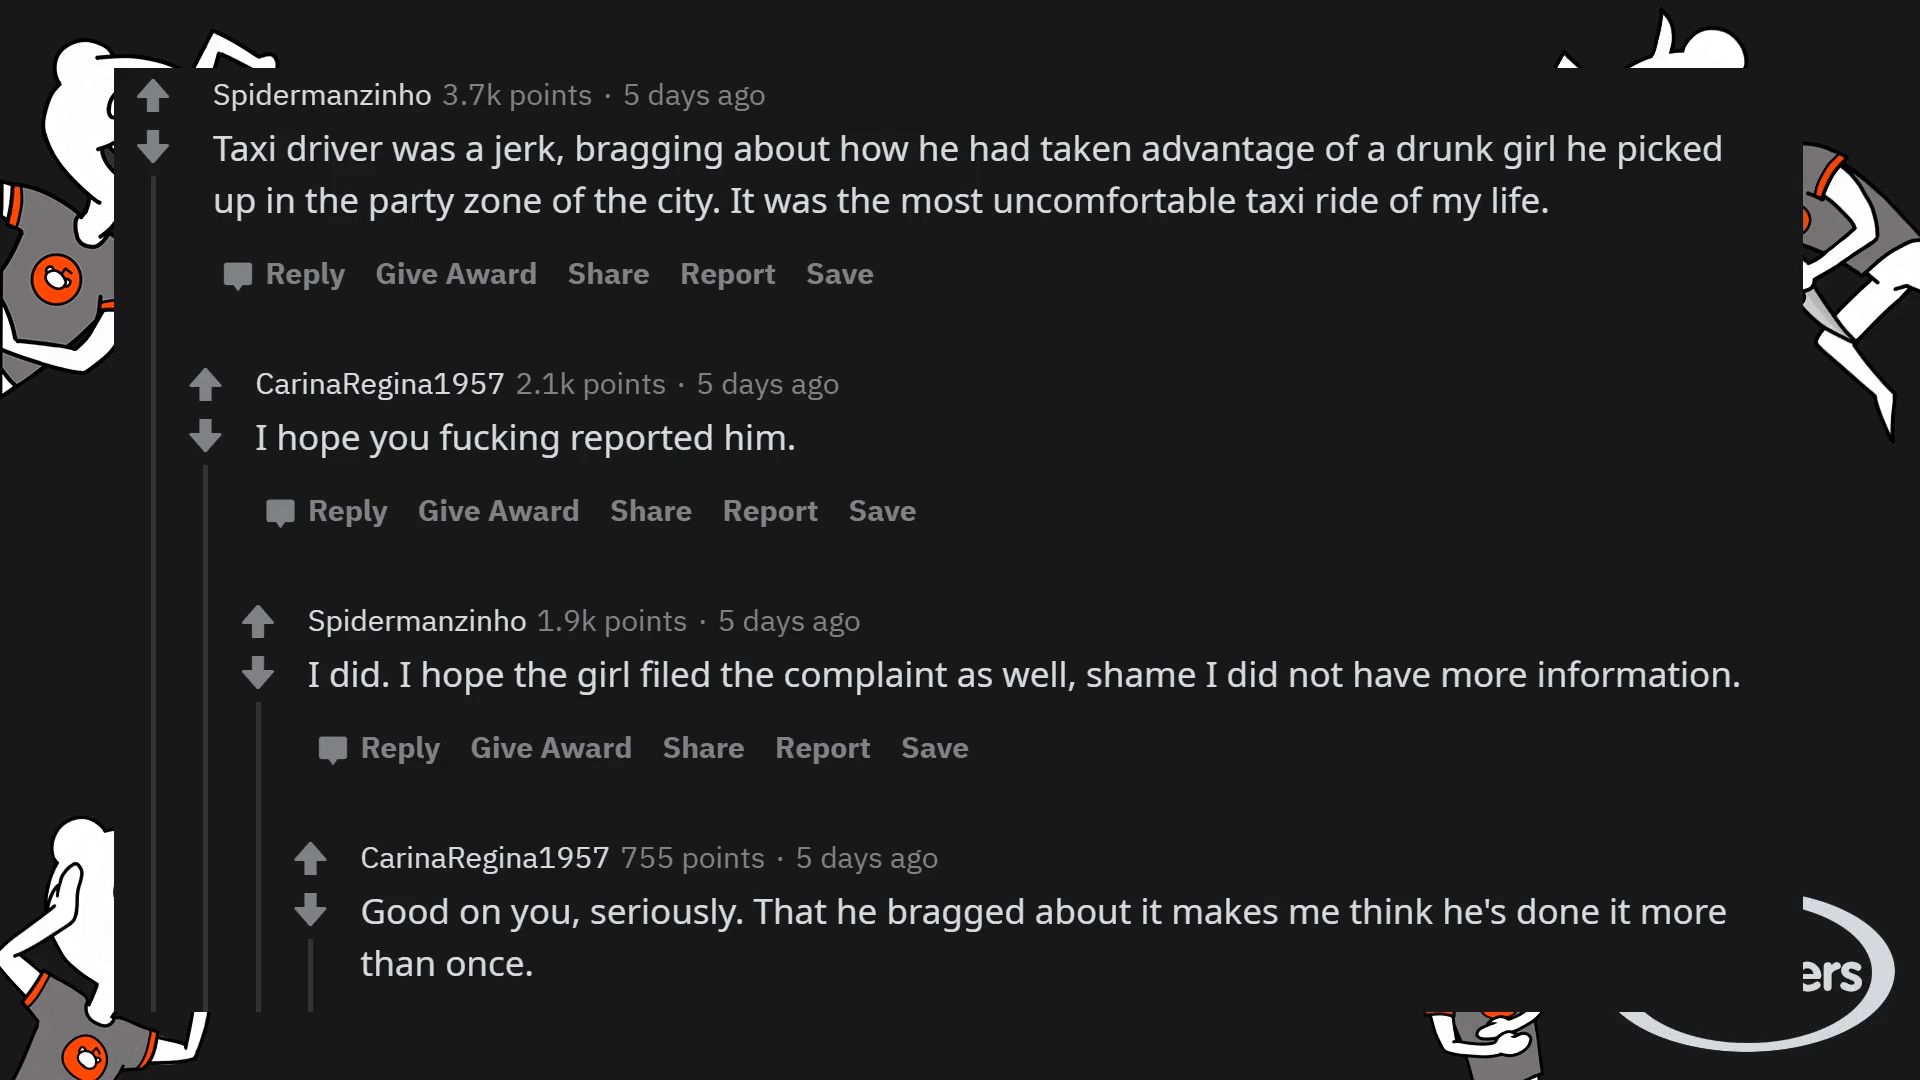 Spidermanzinho 3.7k points · 5 days ago
Taxi driver was a jerk, bragging about how he had taken advantage of a drunk girl he picked
up in the party zone of the city. It was the most uncomfortable taxi ride of my life.
Reply Give Award Share Report Save
CarinaRegina1957 2.1k points · 5 days ago
I hope you fucking reported him.
Reply Give Award Share Report Save
Spidermanzinho 1.9k points · 5 days ago
I did. I hope the girl filed the complaint as well, shame I did not have more information.
Reply Give Award Share Report Save
CarinaRegina1957 755 points · 5 days ago
Good on you, seriously. That he bragged about it makes me think he's done it more
than once.
ers